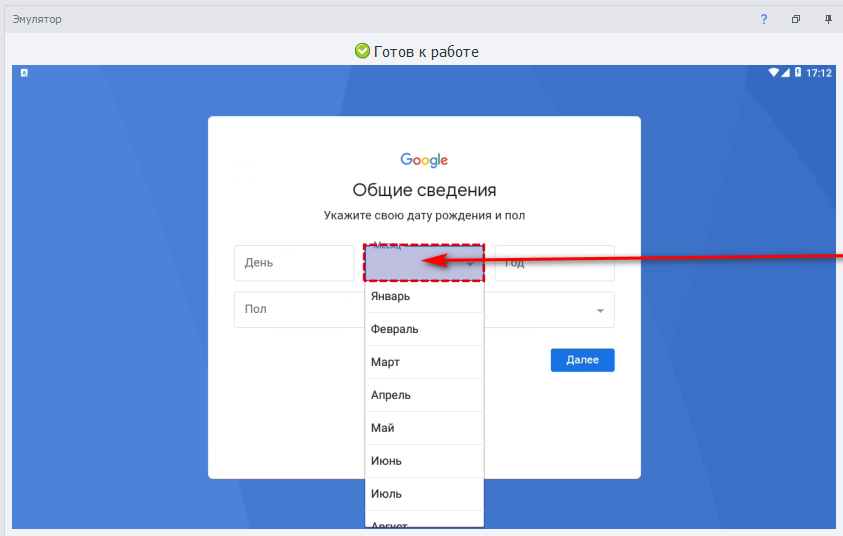 Эмулятор
?
Готов к работе
17:12
Google
Общие сведения
Укажите свою дату рождения и пол
День
Месяц
Год
Пол
Январь
Февраль
Март
Апрель
Май
Июнь
Июль
Август
Далее